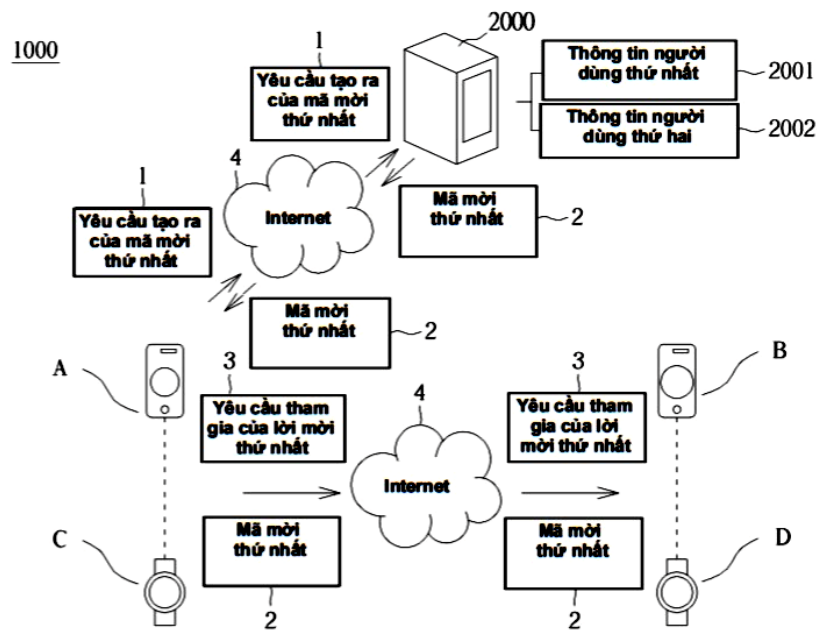 1000
1
2000
Yêu cầu tạo ra
của mã mời
thứ nhất
Thông tin người
dùng thứ nhất
2001
Thông tin người
dùng thứ hai
2002
1
4
Yêu cầu tạo ra
của mã mời
thứ nhất
Internet
Mã mời
thứ nhất
2
Mã mời
thứ nhất
2
A
B
3
Yêu cầu tham
gia của lời mời
thứ nhất
4
3
Yêu cầu tham
gia của lời
mời thứ nhất
Internet
C
Mã mời
thứ nhất
2
Mã mời
thứ nhất
2
D